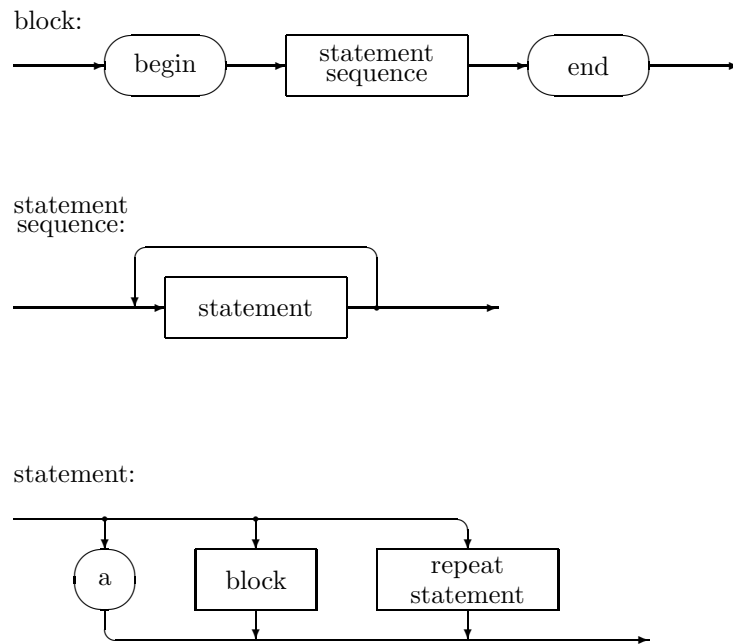 block:
begin
statement
sequence
end
statement
sequence:
statement
statement:
a
block
repeat
statement